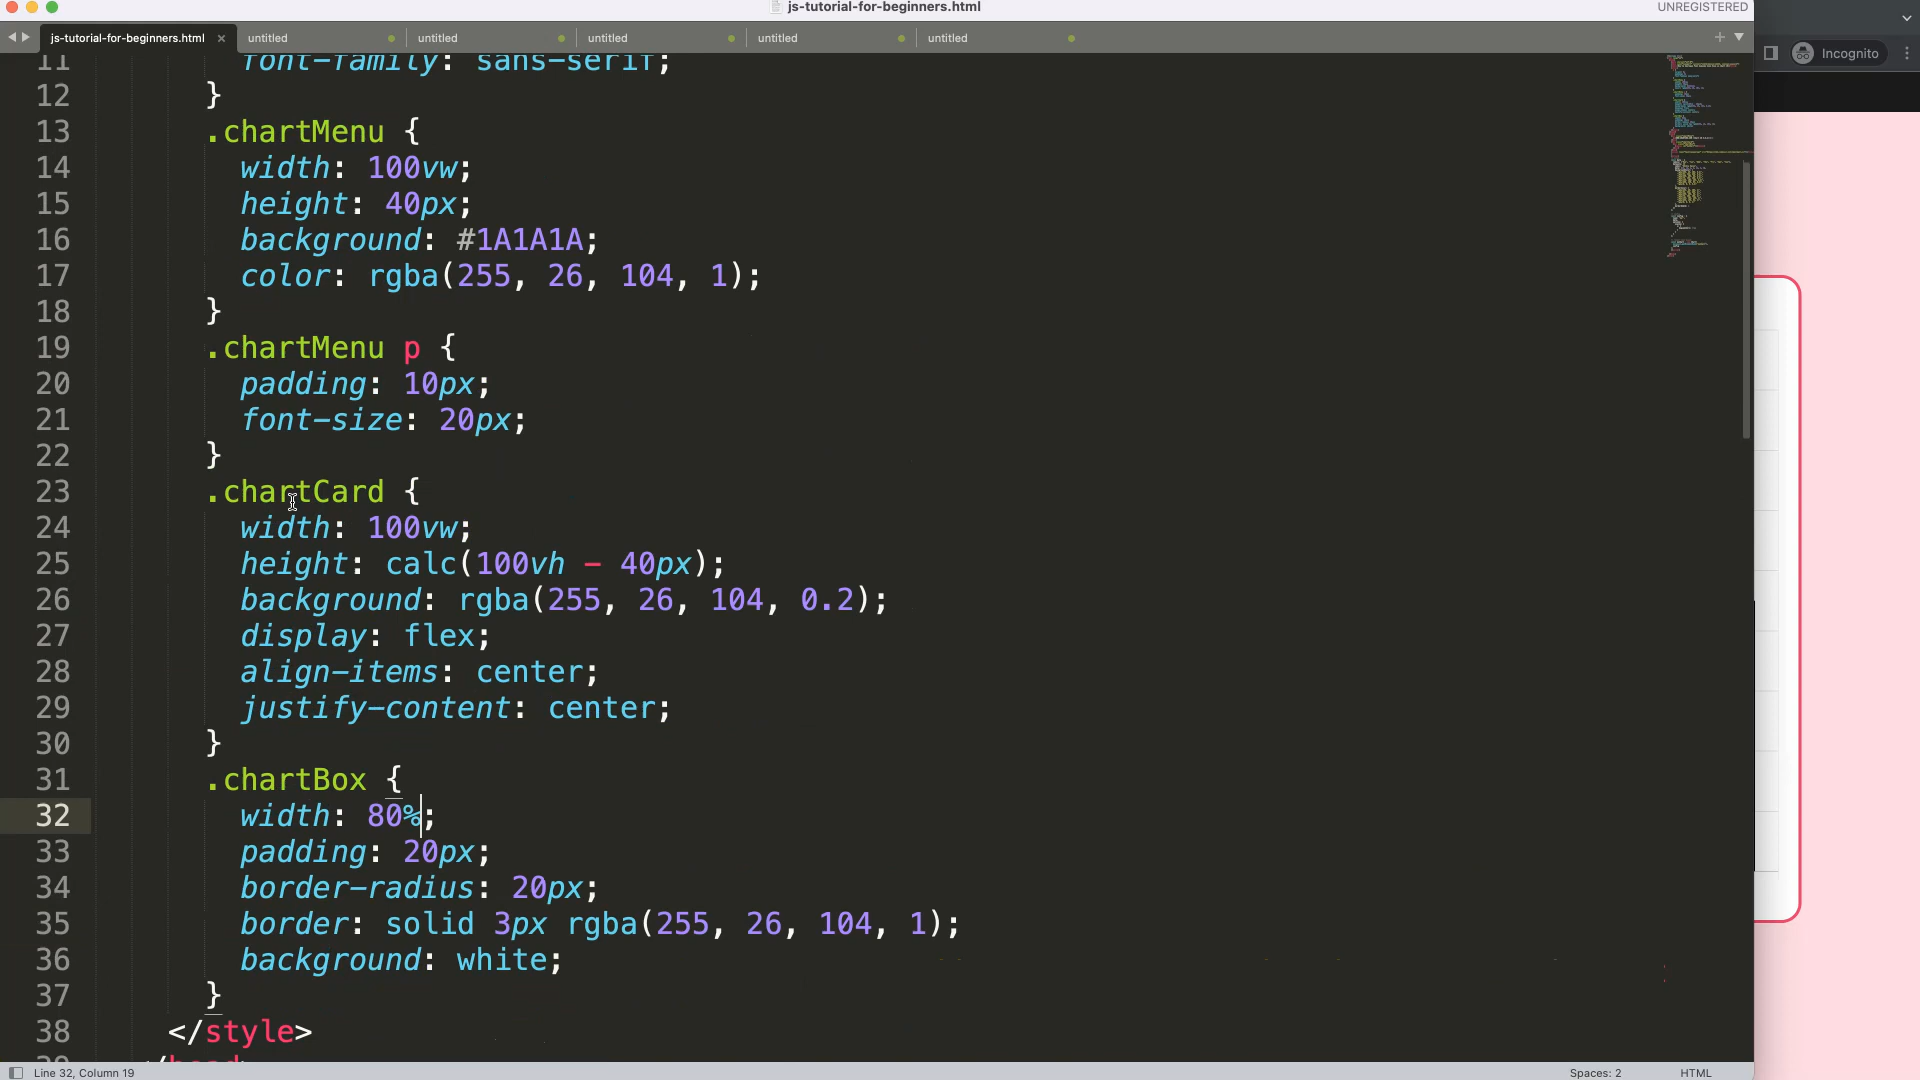 js-tutorial-for-beginners.html
UNREGISTERED
js-tutorial-for-beginners.html × untitled untitled untitled untitled untitled
Incognito
11 font-family: sans-serif;
12 }
13 .chartMenu {
14 width: 100vw;
15 height: 40px;
16 background: #1A1A1A;
17 color: rgba(255, 26, 104, 1);
18 }
19 .chartMenu p {
20 padding: 10px;
21 font-size: 20px;
22 }
23 .chartCard {
24 width: 100vw;
25 height: calc(100vh - 40px);
26 background: rgba(255, 26, 104, 0.2);
27 display: flex;
28 align-items: center;
29 justify-content: center;
30 }
31 .chartBox {
32 width: 80%;
33 padding: 20px;
34 border-radius: 20px;
35 border: solid 3px rgba(255, 26, 104, 1);
36 background: white;
37 }
38 </style>
Line 32, Column 19
Spaces: 2
HTML